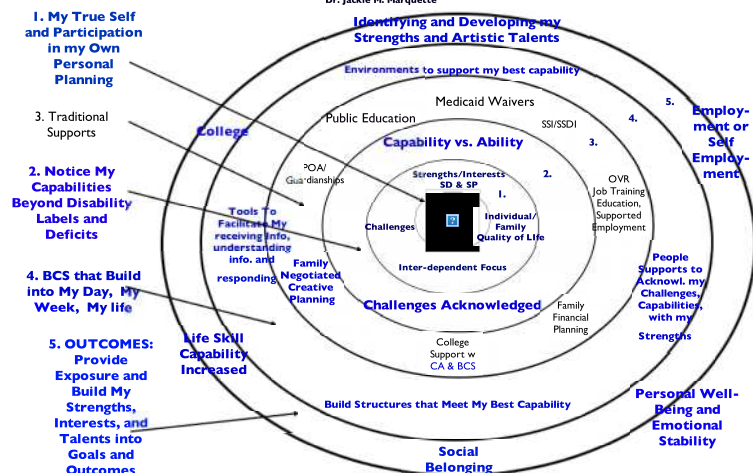 Dr. Jackie M. Marquette
1. My True Self
and Participation
in my Own
Personal
Planning
3. Traditional
Supports
2. Notice My
Capabilities
Beyond Disability
Labels and
Deficits
4. BCS that Build
into My Day, My
Week, My life
5. OUTCOMES:
Provide
Exposure and
Build My
Strengths,
Interests, and
Talents into
Goals and
Outcomes
Identifying and Developing my
Strengths and Artistic Talents
Environments to support my best capability
Medicaid Waivers
Public Education
SSI/SSDI
5.
4.
3.
2.
1.
College
Employ-
ment or
Self
Employ-
ment
Capability vs. Ability
POA/
Guardianships
Strengths/Interests
SD & SP
OVR
Job Training
Education,
Supported
Employment
Tools To
Facilitate My
receiving Info,
understanding
info. and
responding
Challenges
Individual/
Family
Quality of LIfe
Inter-dependent Focus
Family
Negotiated
Creative
Planning
People
Supports to
Acknowl. my
Challenges,
Capabilities,
with my
Strengths
Challenges Acknowledged
Family
Financial
Planning
Life Skill
Capability
Increased
College
Support w
CA & BCS
Build Structures that Meet My Best Capability
Personal Well-
Being and
Emotional
Stability
Social
Belonging